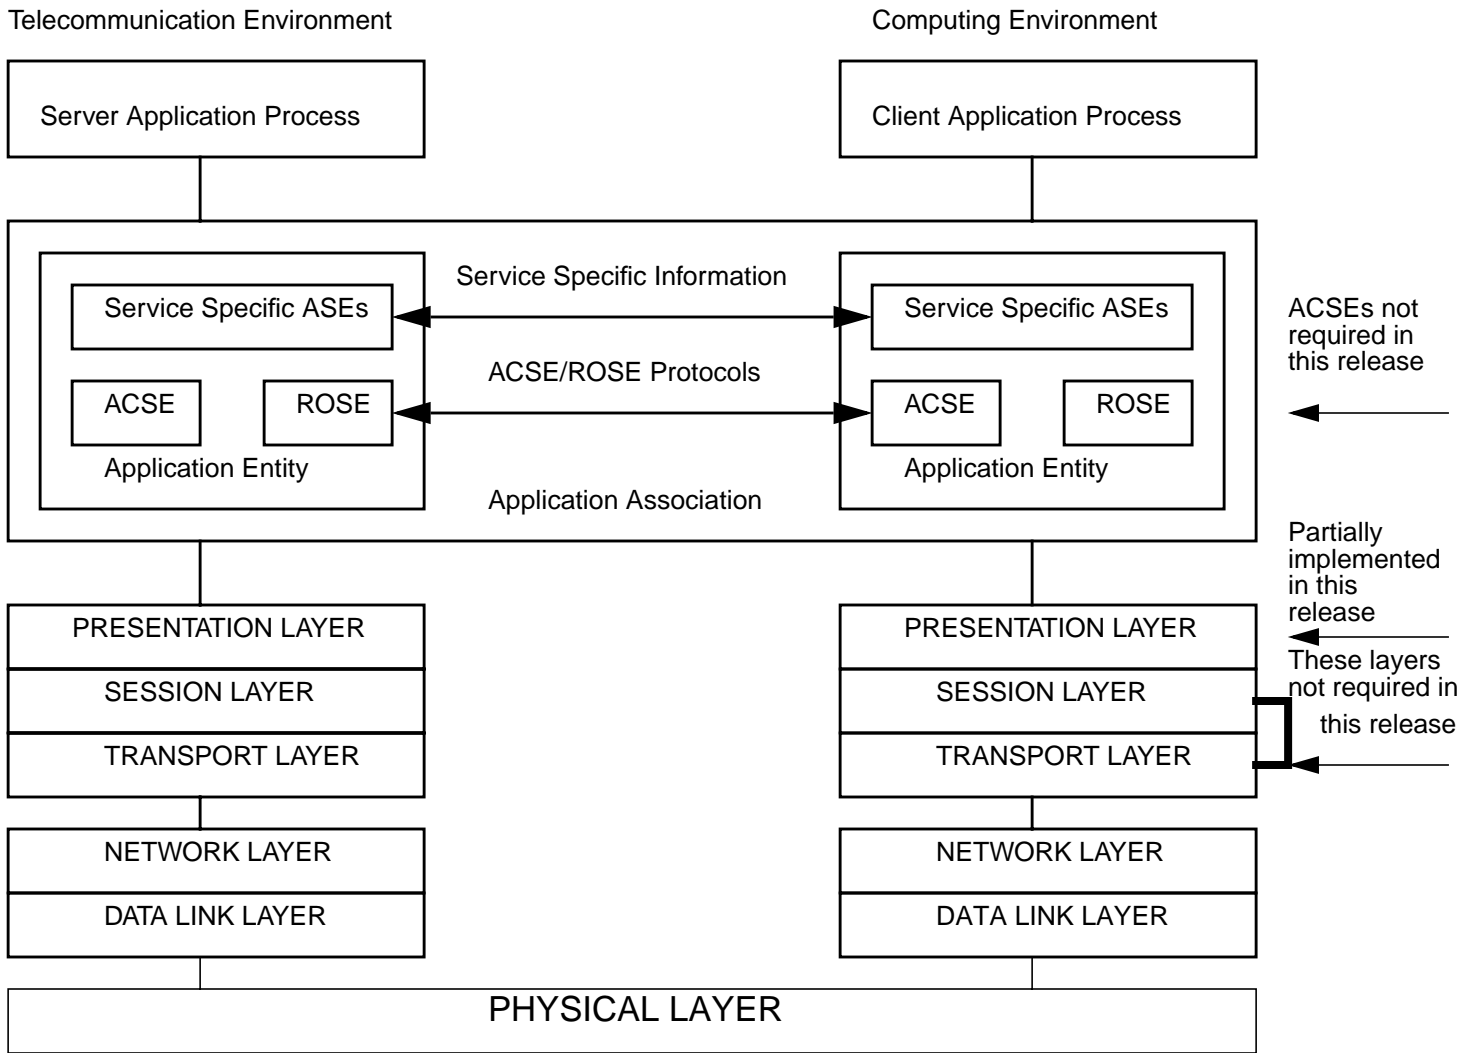 Telecommunication Environment
Computing Environment
Server Application Process
Client Application Process
Service Specific Information
Service Specific ASEs
Service Specific ASEs
ACSEs not
required in
this release
ACSE/ROSE Protocols
ACSE
ROSE
ACSE
ROSE
Application Entity
Application Entity
Application Association
Partially
implemented
in this
release
PRESENTATION LAYER
PRESENTATION LAYER
These layers
not required in
this release
SESSION LAYER
SESSION LAYER
TRANSPORT LAYER
TRANSPORT LAYER
NETWORK LAYER
NETWORK LAYER
DATA LINK LAYER
DATA LINK LAYER
PHYSICAL LAYER